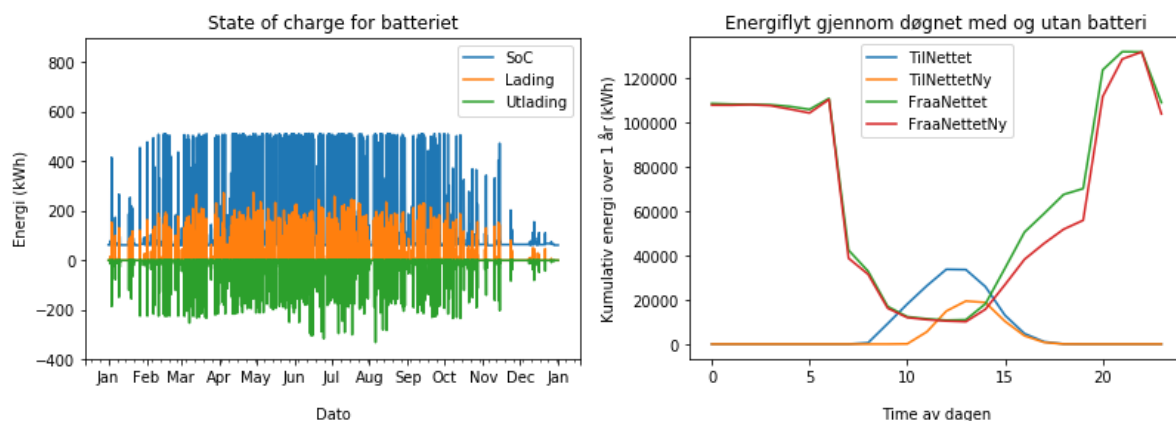 State of charge for batteriet
800
600
400
200
0
−200
−400
Energi (kWh)
SoC
Lading
Utlading
Jan Feb Mar Apr May Jun Jul Aug Sep Oct Nov Dec Jan
Dato
Energiflyt gjennom døgnet med og utan batteri
120000
100000
80000
60000
40000
20000
0
Kumulativ energi over 1 år (kWh)
TilNettet
TilNettetNy
FraaNettet
FraaNettetNy
0 5 10 15 20
Time av dagen